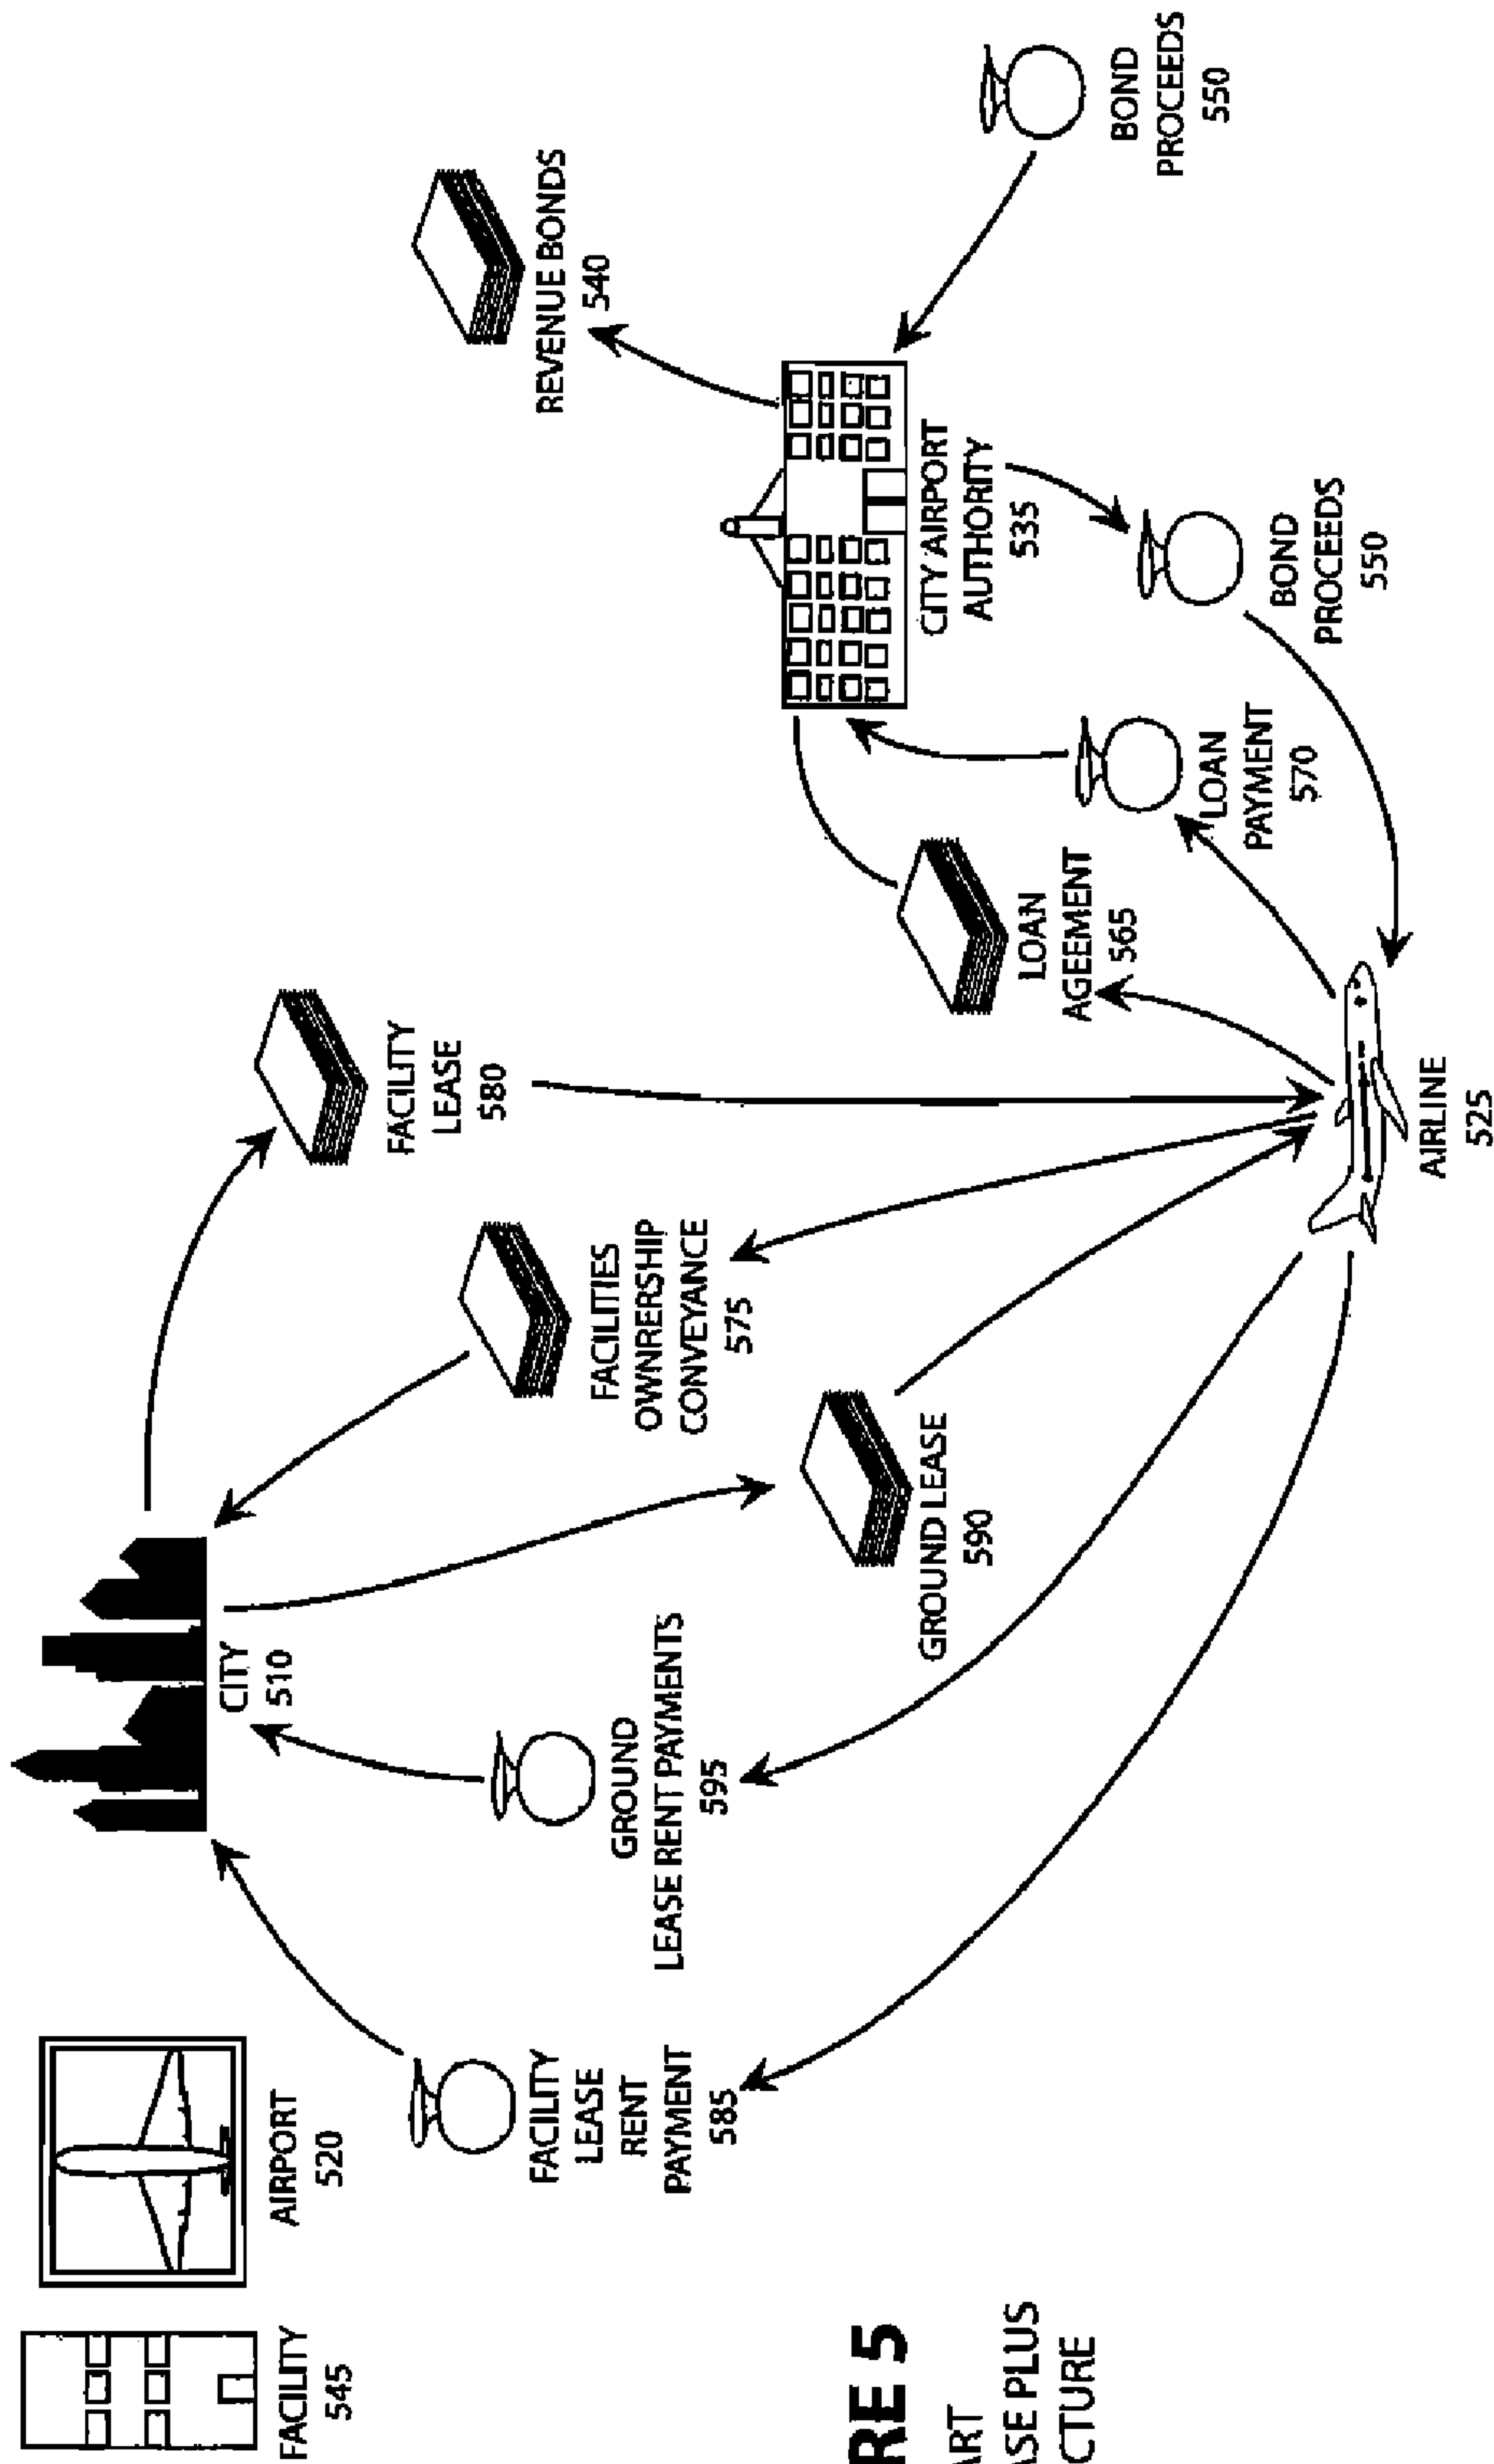 FACILITY
545
AIRPORT
520
CITY
510
FACILITY
LEASE
RENT
PAYMENT
585
GROUND
LEASE RENT PAYMENTS
595
FACILITIES
OWNRERSHIP
CONVEYANCE
575
FACILITY
LEASE
580
GROUND LEASE
590
REVENUE BONDS
540
CITY AIRPORT
AUTHORITY
535
LOAN
AGEEMENT
565
LOAN
PAYMENT
570
BOND
PROCEEDS
550
BOND
PROCEEDS
550
AIRLINE
525
RE 5
ART
ASE PLUS
CTURE